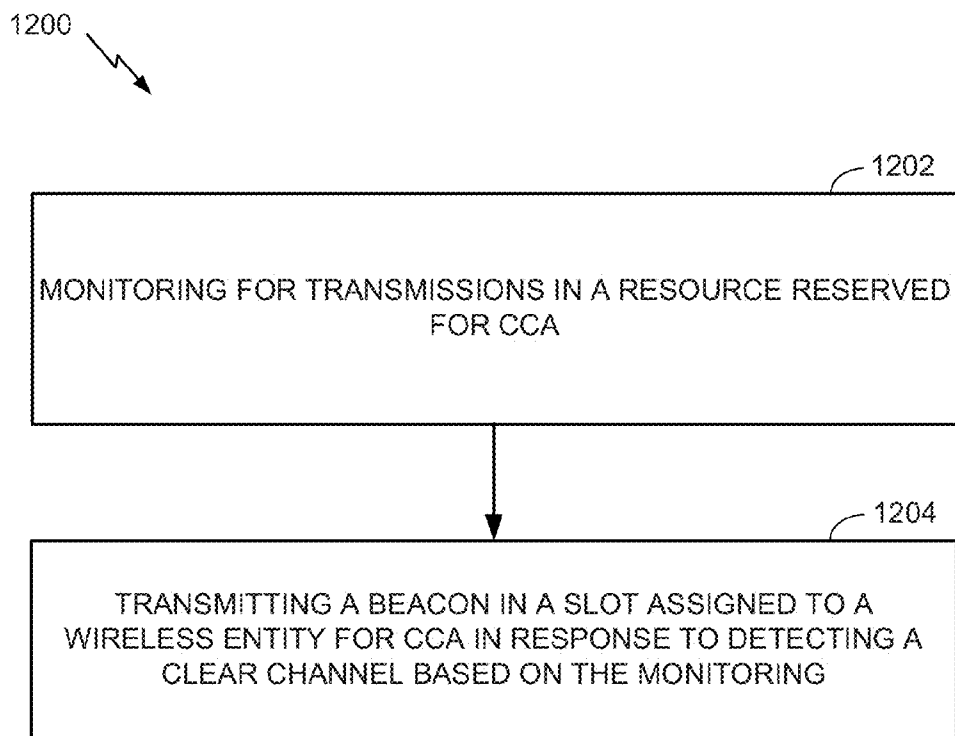 1200
1202
MONITORING FOR TRANSMISSIONS IN A RESOURCE RESERVED
FOR CCA
1204
TRANSMITTING A BEACON IN A SLOT ASSIGNED TO A
WIRELESS ENTITY FOR CCA IN RESPONSE TO DETECTING A
CLEAR CHANNEL BASED ON THE MONITORING